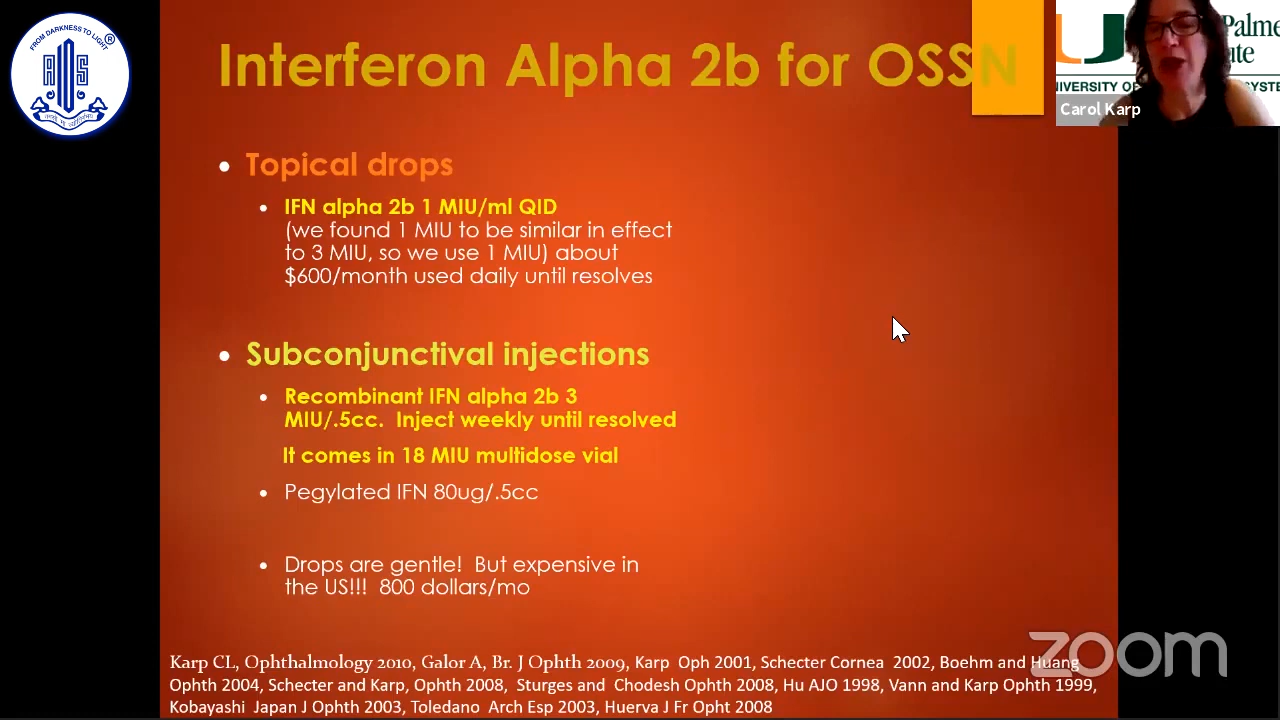 FROM DARKNESS TO LIGHT
Interferon Alpha 2b for OSSN
Palme
ute
Carol Karp
• Topical drops
• IFN alpha 2b 1 MIU/ml QID
(we found 1 MIU to be similar in effect
to 3 MIU, so we use 1 MIU) about
$600/month used daily until resolves
• Subconjunctival injections
• Recombinant IFN alpha 2b 3
MIU/.5cc. Inject weekly until resolved
It comes in 18 MIU multidose vial
• Pegylated IFN 80ug/.5cc
• Drops are gentle! But expensive in
the US!!! 800 dollars/mo
zoom
Karp CL, Ophthalmology 2010, Galor A, Br. J Ophth 2009, Karp Oph 2001, Schecter Cornea 2002, Boehm and Huang
Ophth 2004, Schecter and Karp, Ophth 2008, Sturges and Chodesh Ophth 2008, Hu AJO 1998, Vann and Karp Ophth 1999,
Kobayashi Japan J Ophth 2003, Toledano Arch Esp 2003, Huerva J Fr Opht 2008